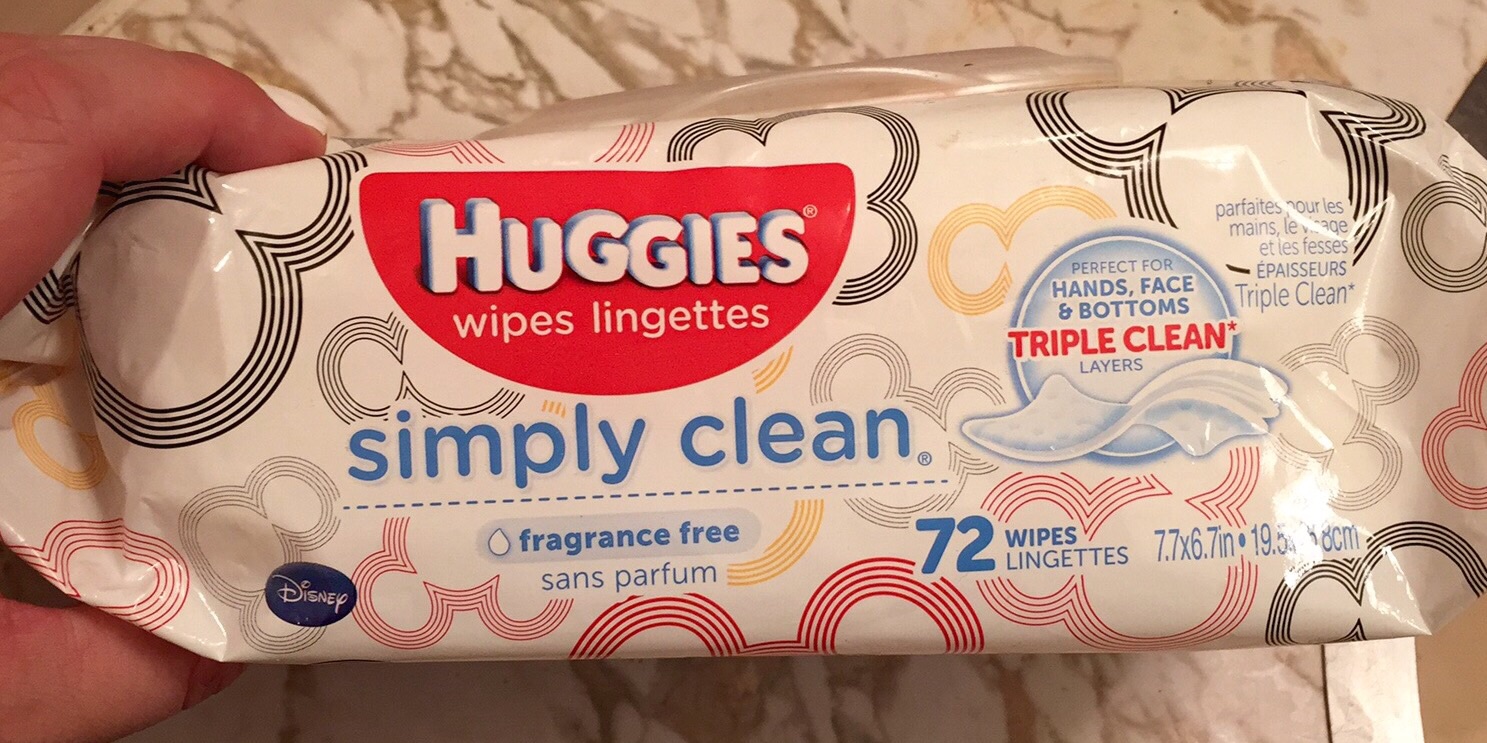 HUGGIES®
wipes lingettes
simply clean®
fragrance free
sans parfum
Disney
parfaites pour les
mains, le visage
et les fesses
ÉPAISSEURS
Triple Clean*
PERFECT FOR
HANDS, FACE
& BOTTOMS
TRIPLE CLEAN*
LAYERS
72 WIPES
LINGETTES
7.7x6.7in •